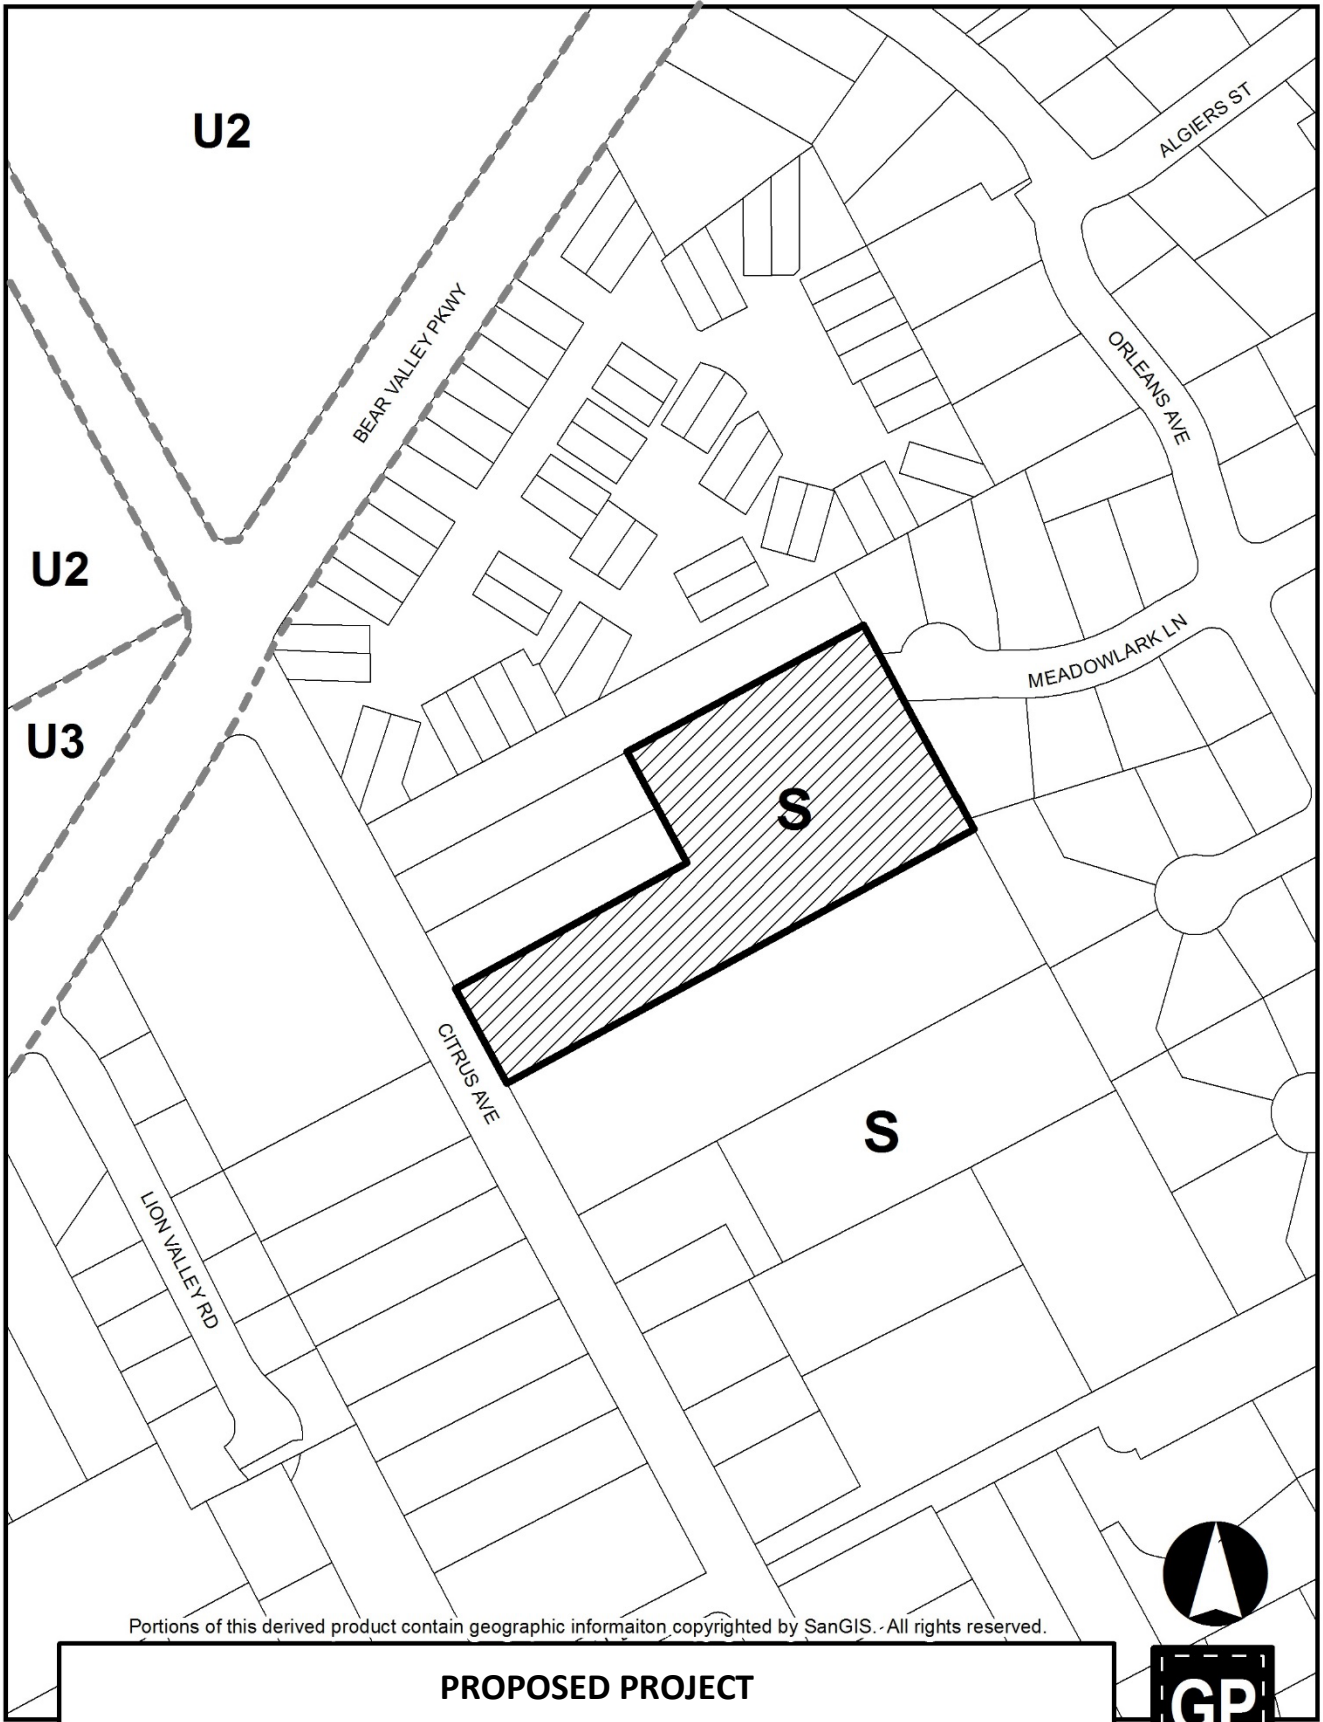 U2
ALGIERS ST
BEAR VALLEY PKWY
ORLEANS AVE
U2
MEADOWLARK LN
U3
S
CITRUS AVE
S
LION VALLEY RD
Portions of this derived product contain geographic informaiton copyrighted by SanGIS. All rights reserved.
PROPOSED PROJECT
GP